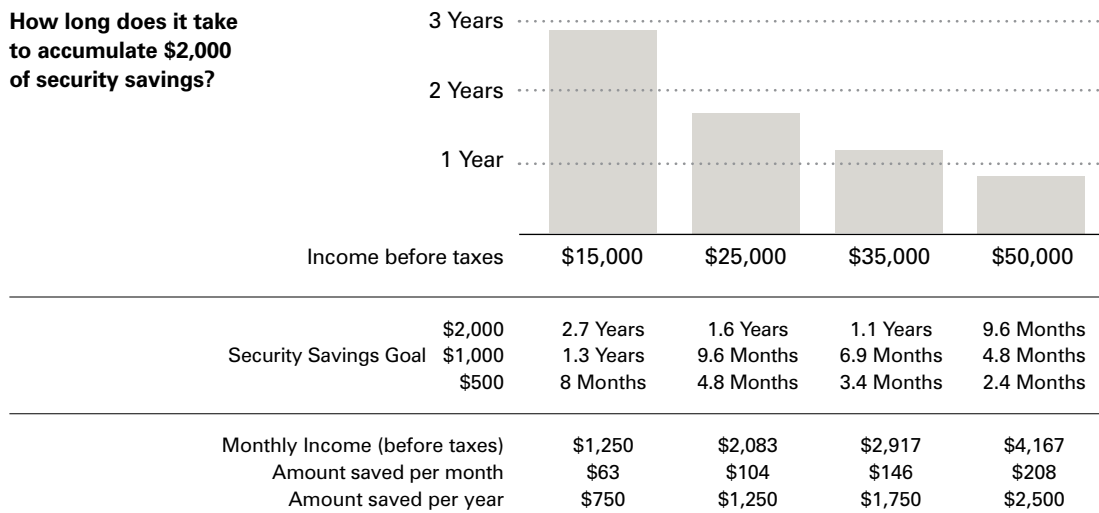 How long does it take
to accumulate $2,000
of security savings?
3 Years
2 Years
1 Year
Income before taxes $15,000 $25,000 $35,000 $50,000
$2,000 2.7 Years 1.6 Years 1.1 Years 9.6 Months
Security Savings Goal $1,000 1.3 Years 9.6 Months 6.9 Months 4.8 Months
$500 8 Months 4.8 Months 3.4 Months 2.4 Months
Monthly Income (before taxes) $1,250 $2,083 $2,917 $4,167
Amount saved per month $63 $104 $146 $208
Amount saved per year $750 $1,250 $1,750 $2,500